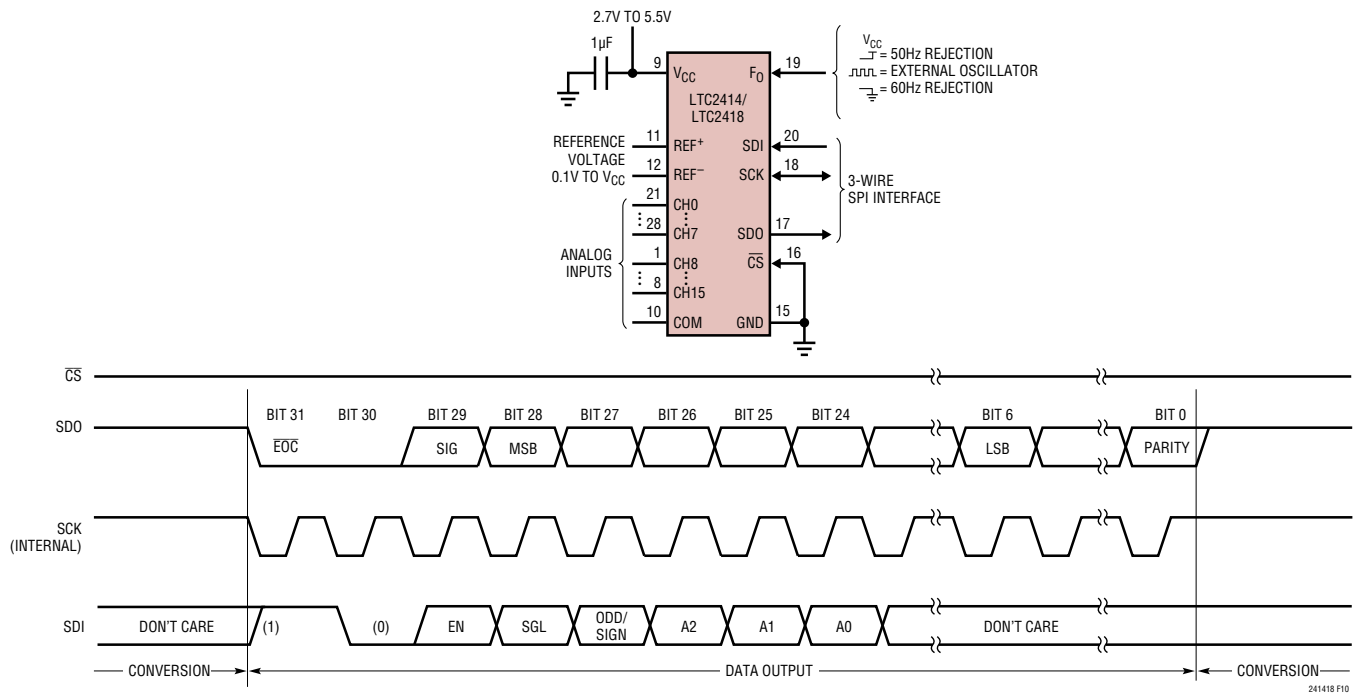 2.7V TO 5.5V
1µF
9
VCC
FO
19
LTC2414/
LTC2418
VCC
= 50Hz REJECTION
= EXTERNAL OSCILLATOR
= 60Hz REJECTION
REFERENCE
VOLTAGE
0.1V TO VCC
11
REF+
SDI
20
12
REF–
SCK
18
3-WIRE
SPI INTERFACE
21
CH0
28
CH7
SDO
17
ANALOG
INPUTS
1
CH8
CS
16
8
CH15
10
COM
GND
15
CS
BIT 31
BIT 30
BIT 29
BIT 28
BIT 27
BIT 26
BIT 25
BIT 24
BIT 6
BIT 0
SDO
EOC
SIG
MSB
LSB
PARITY
SCK
(INTERNAL)
SDI
DON'T CARE
(1)
(0)
EN
SGL
ODD/
SIGN
A2
A1
A0
DON'T CARE
CONVERSION
DATA OUTPUT
CONVERSION
241418 F10